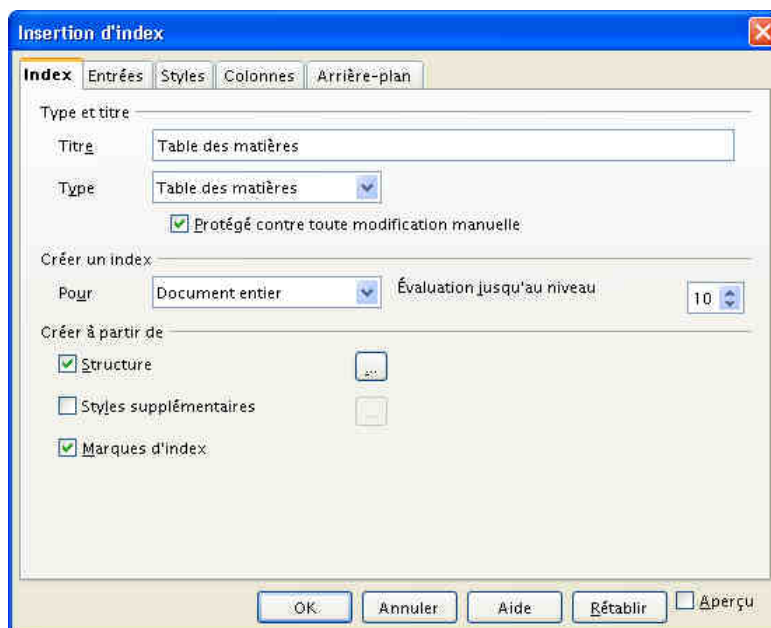 Insertion d'index
Index Entrées Styles Colonnes Arrière-plan
Type et titre
Titre Table des matières
Type Table des matières
Protégé contre toute modification manuelle
Créer un index
Pour Document entier Évaluation jusqu'au niveau 10
Créer à partir de
Structure ...
Styles supplémentaires ...
Marques d'index
OK Annuler Aide Rétablir Aperçu